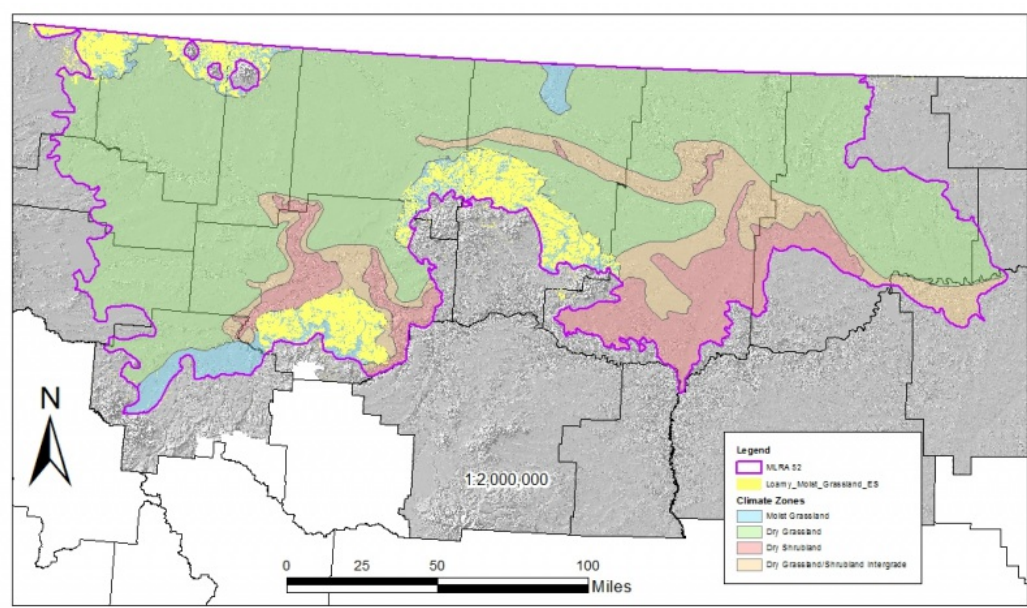 N
1:2,000,000
0 25 50 100
Miles
Legend
MLRA 52
Loamy_Moist_Grassland_ES
Climate Zones
Moist Grassland
Dry Grassland
Dry Shrubland
Dry Grassland/Shrubland Intergrade